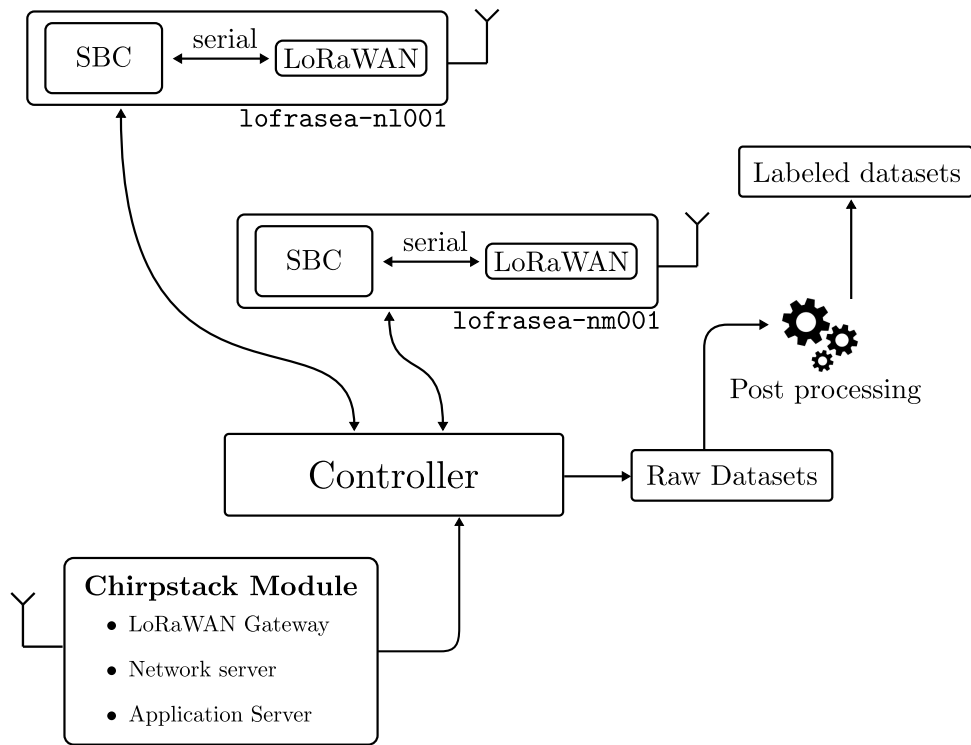 SBC
serial
LoRaWAN
lofrasea-nl001
Labeled datasets
SBC
serial
LoRaWAN
lofrasea-nm001
Post processing
Controller
Raw Datasets
Chirpstack Module
• LoRaWAN Gateway
• Network server
• Application Server